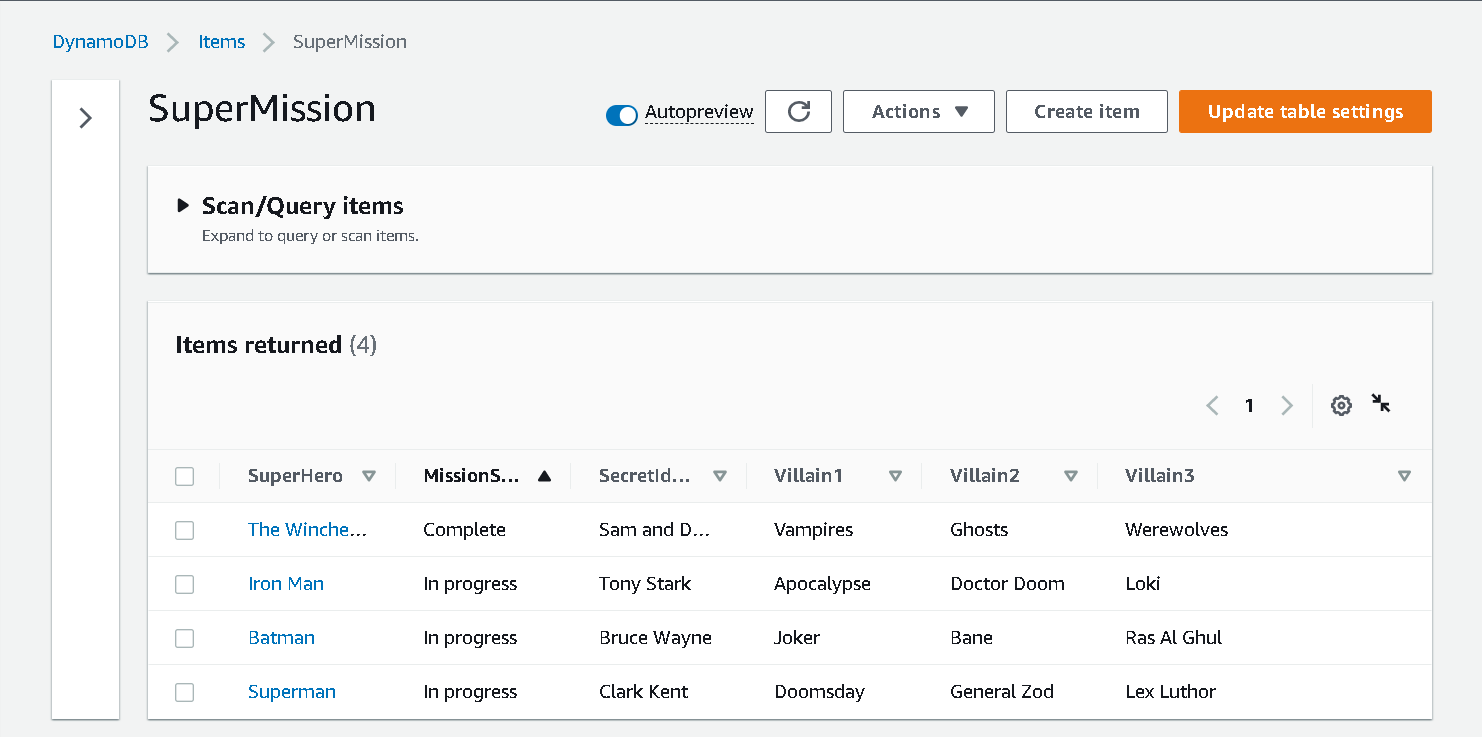 DynamoDB > Items > SuperMission
SuperMission Autopreview Actions Create item Update table settings
Scan/Query items
Expand to query or scan items.
Items returned (4)
1
SuperHero MissionS... SecretId... Villain1 Villain2 Villain3
The Winche... Complete Sam and D... Vampires Ghosts Werewolves
Iron Man In progress Tony Stark Apocalypse Doctor Doom Loki
Batman In progress Bruce Wayne Joker Bane Ras Al Ghul
Superman In progress Clark Kent Doomsday General Zod Lex Luthor